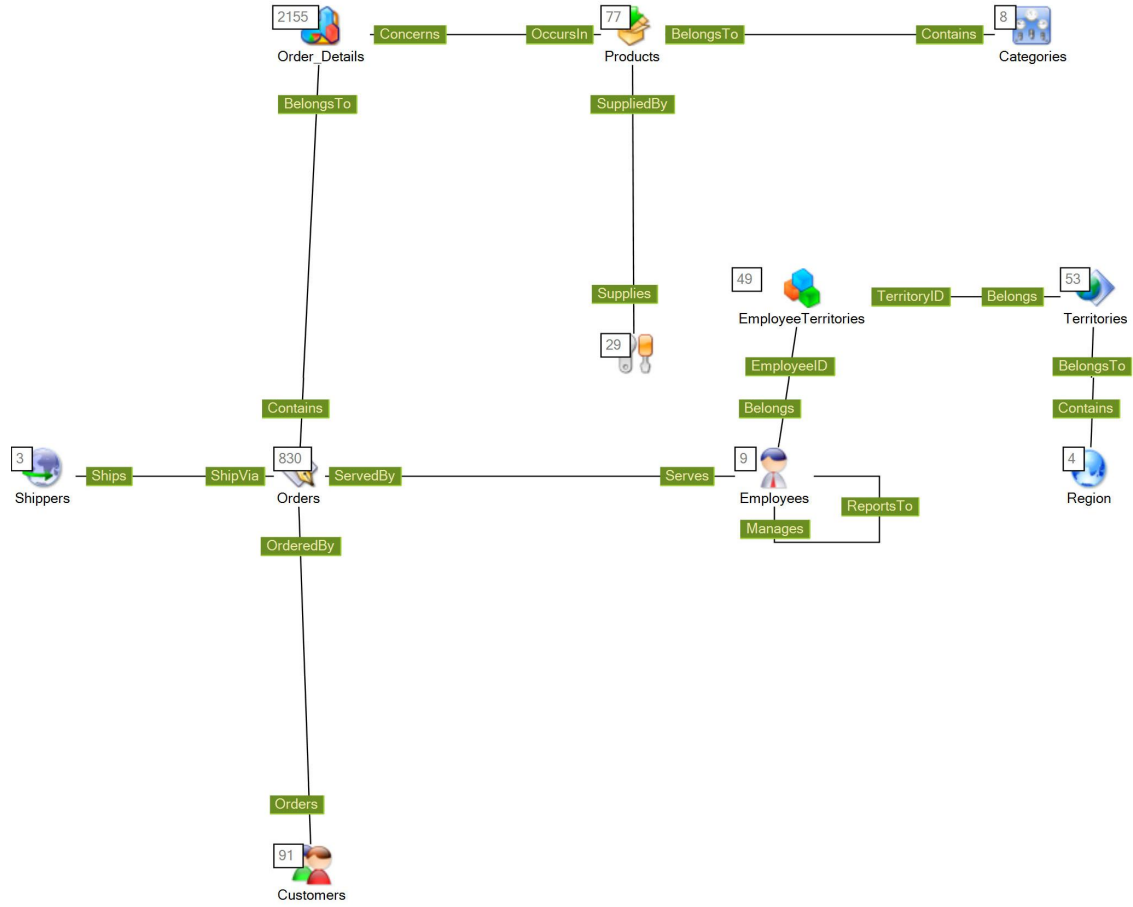 2155
77
8
Order_Details
Concerns
OccursIn
Products
BelongsTo
Contains
Categories
BelongsTo
SuppliedBy
49
53
Supplies
EmployeeTerritories
TerritoryID
Belongs
Territories
29
EmployeeID
BelongsTo
Contains
Belongs
Contains
3
830
9
4
Ships
ShipVia
ServedBy
Serves
Shippers
Orders
Employees
Region
ReportsTo
Manages
OrderedBy
Orders
91
Customers